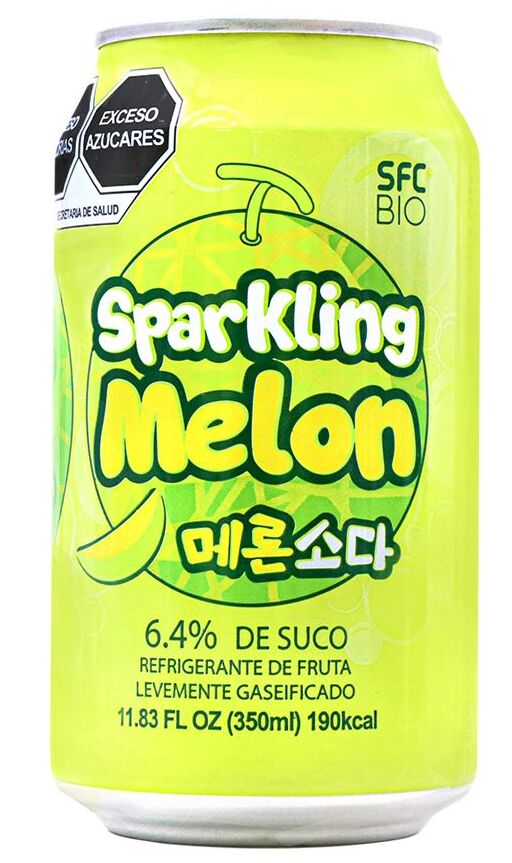 EXCESO
AZUCARES
SFC
BIO
Sparkling
Melon
메론소다
6.4% DE SUCO
REFRIGERANTE DE FRUTA
LEVEMENTE GASEIFICADO
11.83 FL OZ (350ml) 190kcal
DE SALUD